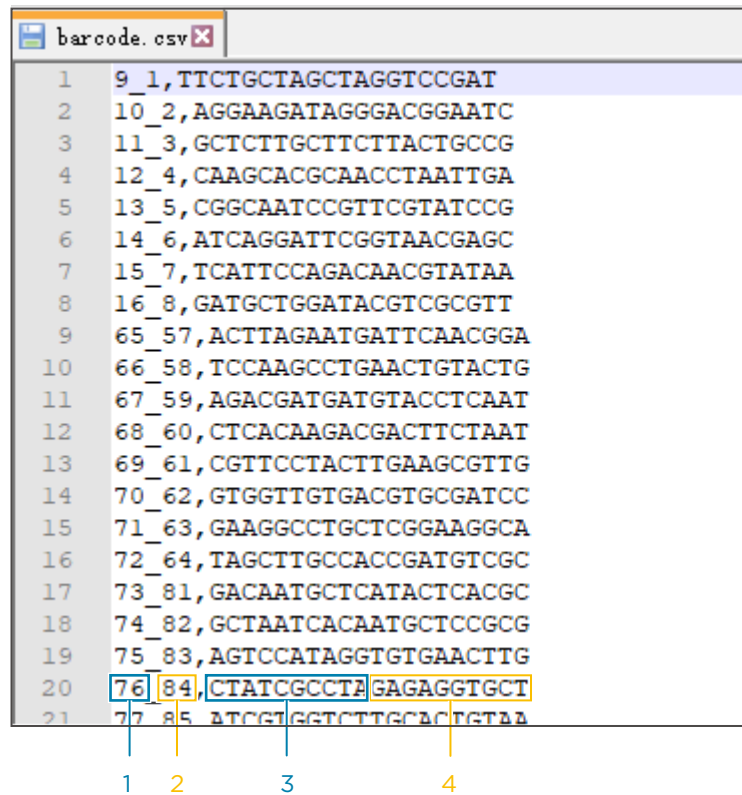 barcode.csv
1 9_1,TTCTGCTAGCTAGGTCCGAT
2 10_2,AGGAAGATAGGGACGGAATC
3 11_3,GCTCTTGCTTCTTACTGCCG
4 12_4,CAAGCACGCAACCTAATTGA
5 13_5,CGGCAATCCGTTCGTATCCG
6 14_6,ATCAGGATTCGGTAACGAGC
7 15_7,TCATTCCAGACAACGTATAA
8 16_8,GATGCTGGATACGTCGCGTT
9 65_57,ACTTAGAATGATTCAACGGA
10 66_58,TCCAAGCCTGAACTGTACTG
11 67_59,AGACGATGATGTACCTCAAT
12 68_60,CTCACAAGACGACTTCTAAT
13 69_61,CGTTCCTACTTGAAGCGTTG
14 70_62,GTGGTTGTGACGTGCGATCC
15 71_63,GAAGGCCTGCTCGGAAGGCA
16 72_64,TAGCTTGCCACCGATGTCGC
17 73_81,GACAATGCTCATACTCACGC
18 74_82,GCTAATCACAATGCTCCGCG
19 75_83,AGTCCATAGGTGTGAACTTG
20 76_84,CTATCGCCTAGAGAGGTGCT
21 77_85,ATCGTGGTCTTGCACTGTAA
1 2 3 4